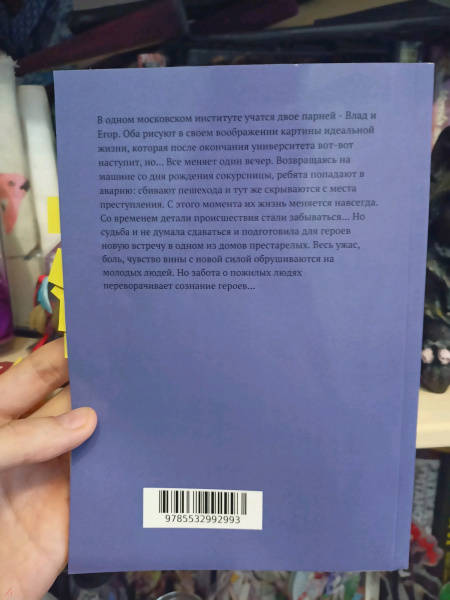 В одном московском институте учатся двое парней - Влад и
Егор. Оба рисуют в своем воображении картины идеальной
жизни, которая после окончания университета вот-вот
наступит, но... Все меняет один вечер. Возвращаясь на
машине со дня рождения сокурсницы, ребята попадают в
аварию: сбивают пешехода и тут же скрываются с места
преступления. С этого момента их жизнь меняется навсегда.
Со временем детали происшествия стали забываться... Но
судьба и не думала сдаваться и подготовила для героев
новую встречу в одном из домов престарелых. Весь ужас,
боль, чувство вины с новой силой обрушиваются на
молодых людей. Но забота о пожилых людях
переворачивает сознание героев...
9785532992993